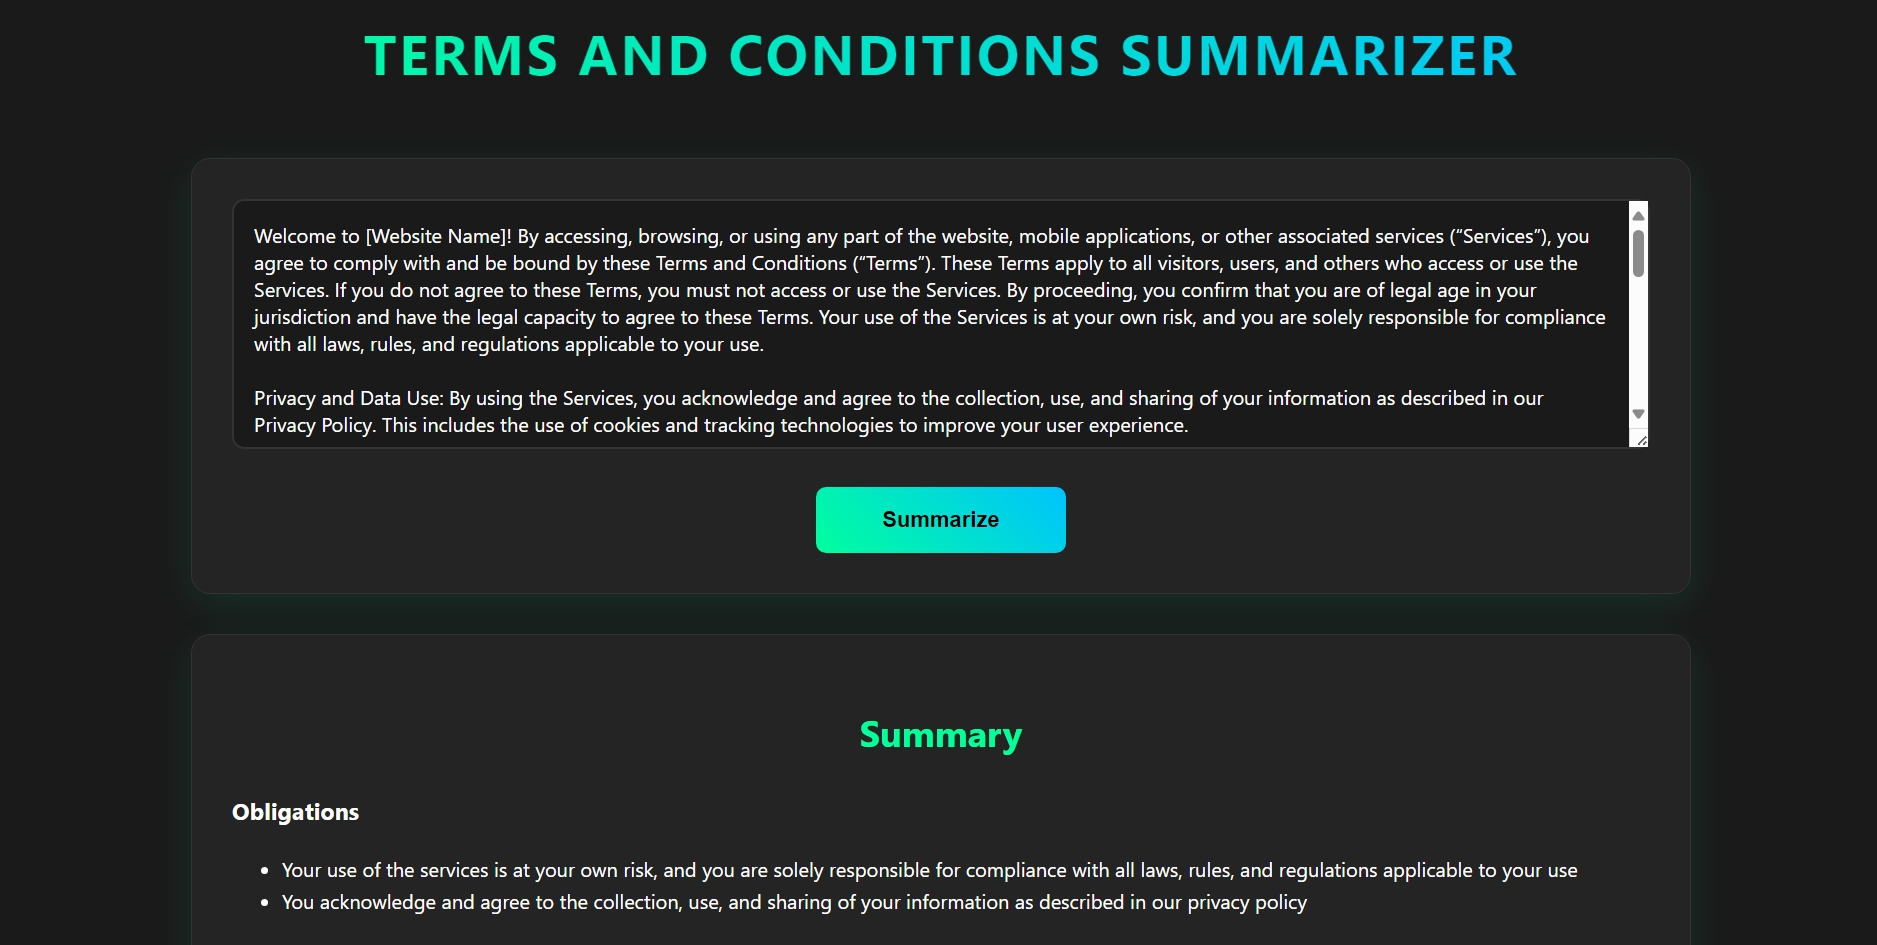 TERMS AND CONDITIONS SUMMARIZER
Welcome to [Website Name]! By accessing, browsing, or using any part of the website, mobile applications, or other associated services (“Services”), you
agree to comply with and be bound by these Terms and Conditions (“Terms”). These Terms apply to all visitors, users, and others who access or use the
Services. If you do not agree to these Terms, you must not access or use the Services. By proceeding, you confirm that you are of legal age in your
jurisdiction and have the legal capacity to agree to these Terms. Your use of the Services is at your own risk, and you are solely responsible for compliance
with all laws, rules, and regulations applicable to your use.
Privacy and Data Use: By using the Services, you acknowledge and agree to the collection, use, and sharing of your information as described in our
Privacy Policy. This includes the use of cookies and tracking technologies to improve your user experience.
Summarize
Summary
Obligations
• Your use of the services is at your own risk, and you are solely responsible for compliance with all laws, rules, and regulations applicable to your use
• You acknowledge and agree to the collection, use, and sharing of your information as described in our privacy policy